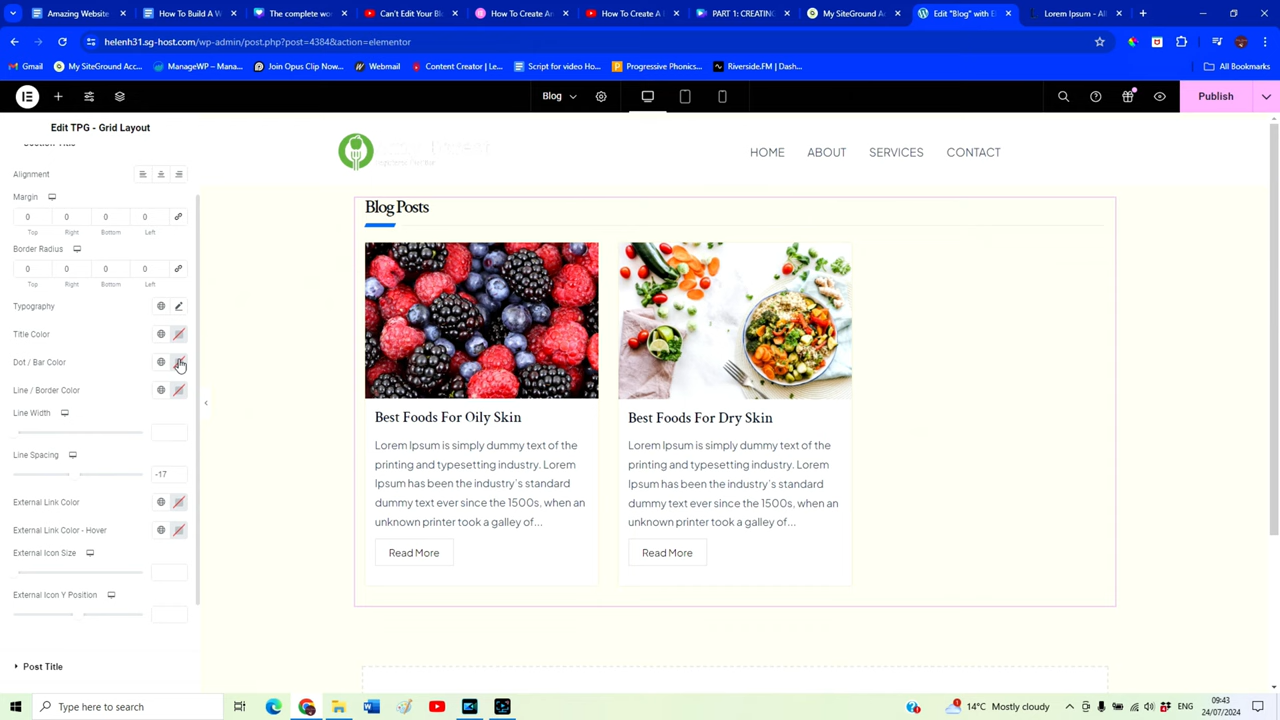 Amazing Website
How To Build A W
The complete wo
Can't Edit Your Bl
How To Create An
How To Create A
PART 1: CREATING
My SiteGround Ac
Edit "Blog" with E
Lorem Ipsum - All
helenh31.sg-host.com/wp-admin/post.php?post=4384&action=elementor
Gmail
My SiteGround Acc...
ManageWP – Mana...
Join Opus Clip Now...
Webmail
Content Creator | Le...
Script for video Ho...
Progressive Phonics...
Riverside.FM | Dash...
All Bookmarks
Blog
Publish
Edit TPG - Grid Layout
HOME ABOUT SERVICES CONTACT
Section Title
Alignment
Margin
0 0 0 0
Top Right Bottom Left
Border Radius
0 0 0 0
Top Right Bottom Left
Typography
Title Color
Dot / Bar Color
Line / Border Color
Line Width
Line Spacing
-17
External Link Color
External Link Color - Hover
External Icon Size
External Icon Y Position
Post Title
Blog Posts
Best Foods For Oily Skin
Lorem Ipsum is simply dummy text of the
printing and typesetting industry. Lorem
Ipsum has been the industry's standard
dummy text ever since the 1500s, when an
unknown printer took a galley of...
Read More
Best Foods For Dry Skin
Lorem Ipsum is simply dummy text of the
printing and typesetting industry. Lorem
Ipsum has been the industry's standard
dummy text ever since the 1500s, when an
unknown printer took a galley of...
Read More
Type here to search
14°C Mostly cloudy
ENG
09:43
24/07/2024